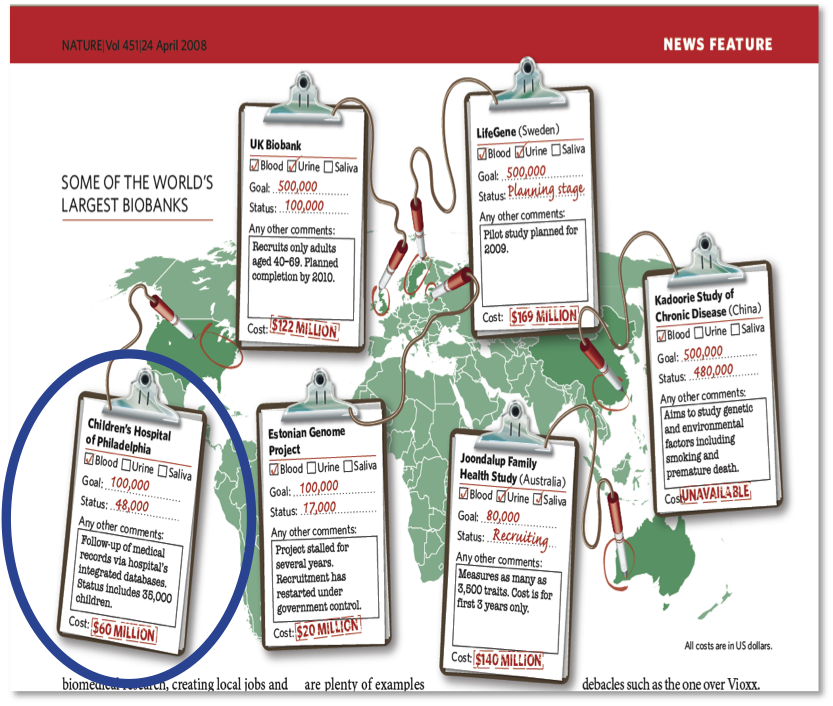 NATURE|Vol 451|24 April 2008
NEWS FEATURE
SOME OF THE WORLD'S
LARGEST BIOBANKS
UK Biobank
Blood Urine Saliva
Goal: 500,000
Status: 100,000
Any other comments:
Recruits only adults
aged 40–69. Planned
completion by 2010.
Cost: $122 MILLION
LifeGene (Sweden)
Blood Urine Saliva
Goal: 500,000
Status: Planning stage
Any other comments:
Pilot study planned for
2009.
Cost: $169 MILLION
Kadoorie Study of
Chronic Disease (China)
Blood Urine Saliva
Goal: 500,000
Status: 480,000
Any other comments:
Aims to study genetic
and environmental
factors including
smoking and
premature death.
Cost: UNAVAILABLE
Children's Hospital
of Philadelphia
Blood Urine Saliva
Goal: 100,000
Status: 48,000
Any other comments:
Follow-up of medical
records via hospital's
integrated databases.
Status includes 35,000
children.
Cost: $60 MILLION
Estonian Genome
Project
Blood Urine Saliva
Goal: 100,000
Status: 17,000
Any other comments:
Project stalled for
several years.
Recruitment has
restarted under
government control.
Cost: $20 MILLION
Joondalup Family
Health Study (Australia)
Blood Urine Saliva
Goal: 80,000
Status: Recruiting
Any other comments:
Measures as many as
3,500 traits. Cost is for
first 3 years only.
Cost: $140 MILLION
All costs are in US dollars.
biomedical research, creating local jobs and
are plenty of examples
debacles such as the one over Vioxx.